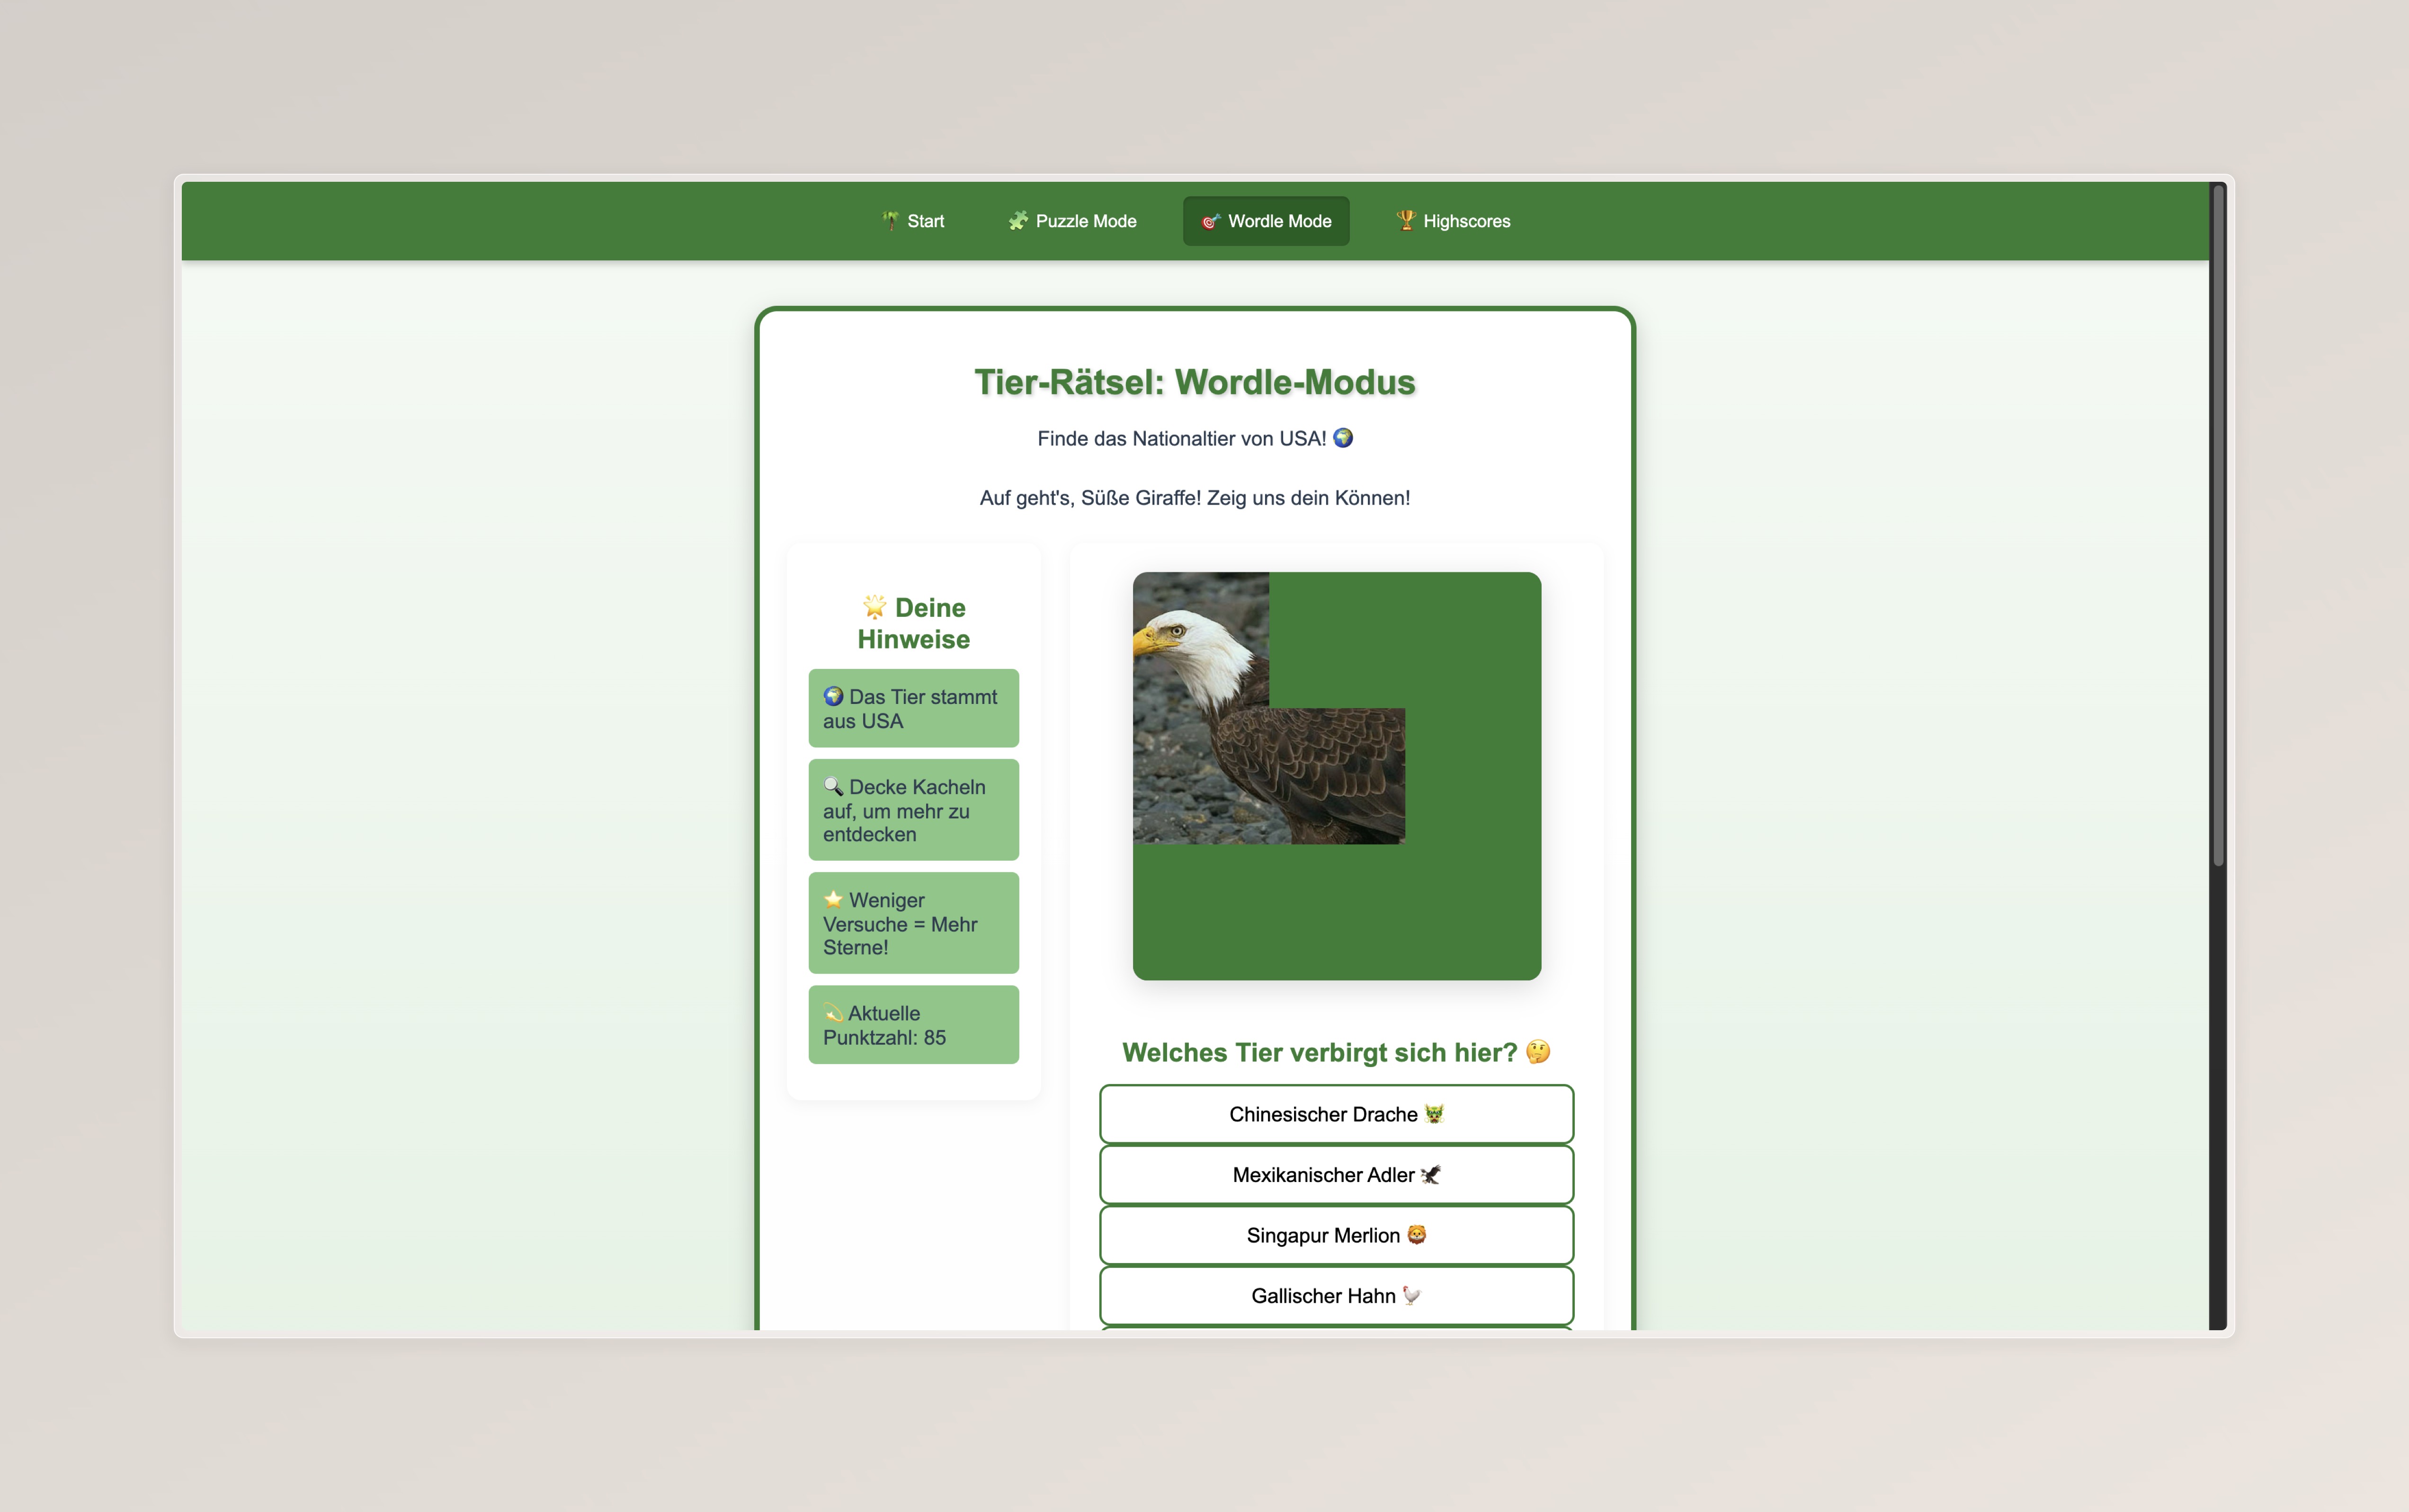 🌴 Start
🧩 Puzzle Mode
🎯 Wordle Mode
🏆 Highscores
Tier-Rätsel: Wordle-Modus
Finde das Nationaltier von USA! 🌍
Auf geht's, Süße Giraffe! Zeig uns dein Können!
🌟 Deine
Hinweise
🌍 Das Tier stammt
aus USA
🔍 Decke Kacheln
auf, um mehr zu
entdecken
⭐ Weniger
Versuche = Mehr
Sterne!
💫 Aktuelle
Punktzahl: 85
Welches Tier verbirgt sich hier? 🤔
Chinesischer Drache 🐲
Mexikanischer Adler 🦅
Singapur Merlion 🦁
Gallischer Hahn 🐓